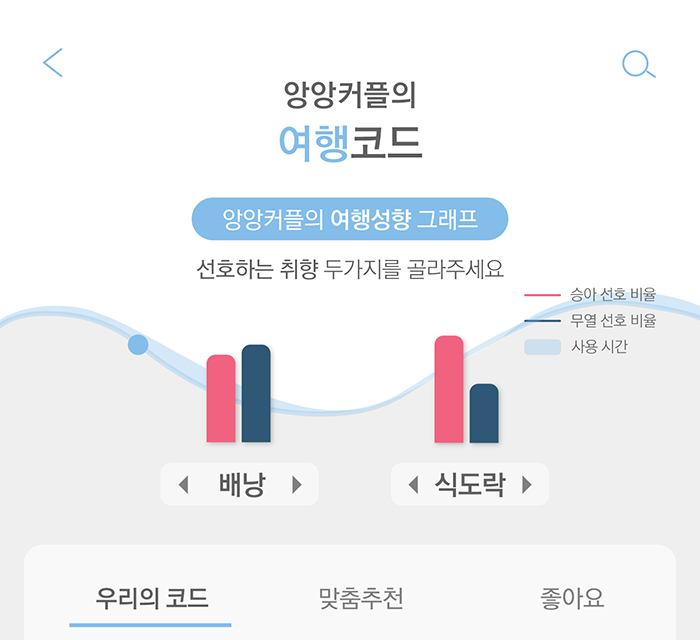 앙앙커플의
여행코드
앙앙커플의 여행성향 그래프
선호하는 취향 두가지를 골라주세요
승아 선호 비율
무열 선호 비율
사용 시간
배낭
식도락
우리의 코드
맞춤추천
좋아요